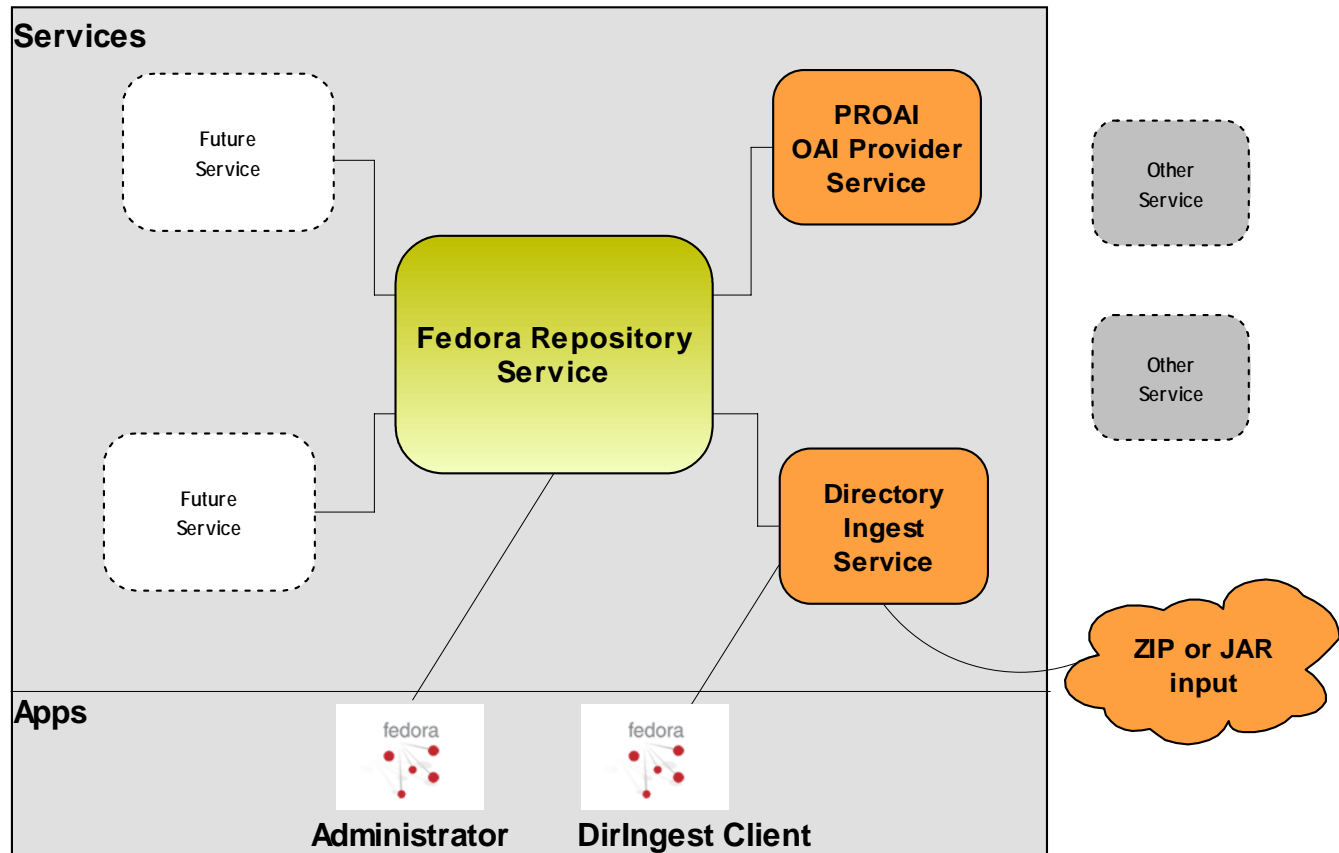 Services
Future
Service
PROAI
OAI Provider
Service
Other
Service
Fedora Repository
Service
Other
Service
Future
Service
Directory
Ingest
Service
ZIP or JAR
input
Apps
fedora
fedora
Administrator
DirIngest Client